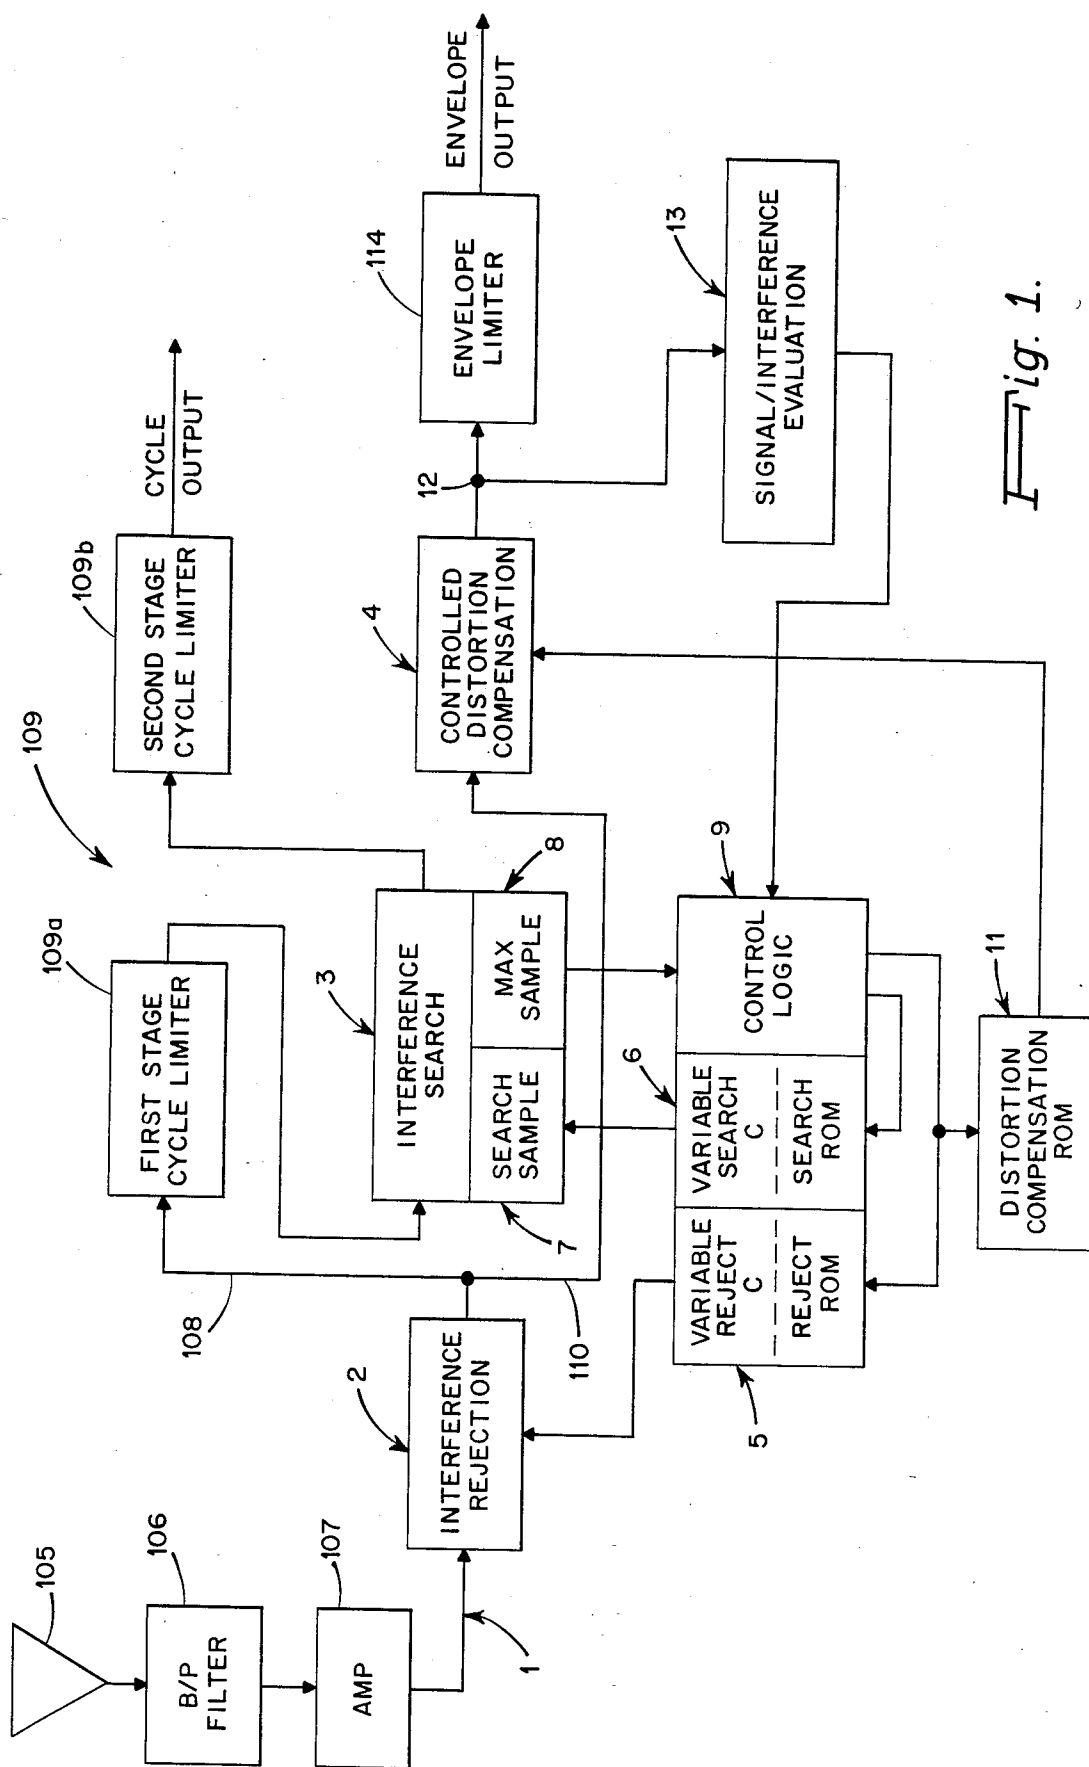 105
106
B/P
FILTER
107
AMP
1
2
INTERFERENCE
REJECTION
108
110
109
109a
FIRST STAGE
CYCLE LIMITER
109b
SECOND STAGE
CYCLE LIMITER
CYCLE
OUTPUT
3
INTERFERENCE
SEARCH
SEARCH
SAMPLE
MAX
SAMPLE
7
8
4
CONTROLLED
DISTORTION
COMPENSATION
12
114
ENVELOPE
LIMITER
ENVELOPE
OUTPUT
13
SIGNAL/INTERFERENCE
EVALUATION
5
VARIABLE
REJECT
C
REJECT
ROM
6
VARIABLE
SEARCH
C
SEARCH
ROM
9
CONTROL
LOGIC
11
DISTORTION
COMPENSATION
ROM
Fig. 1.